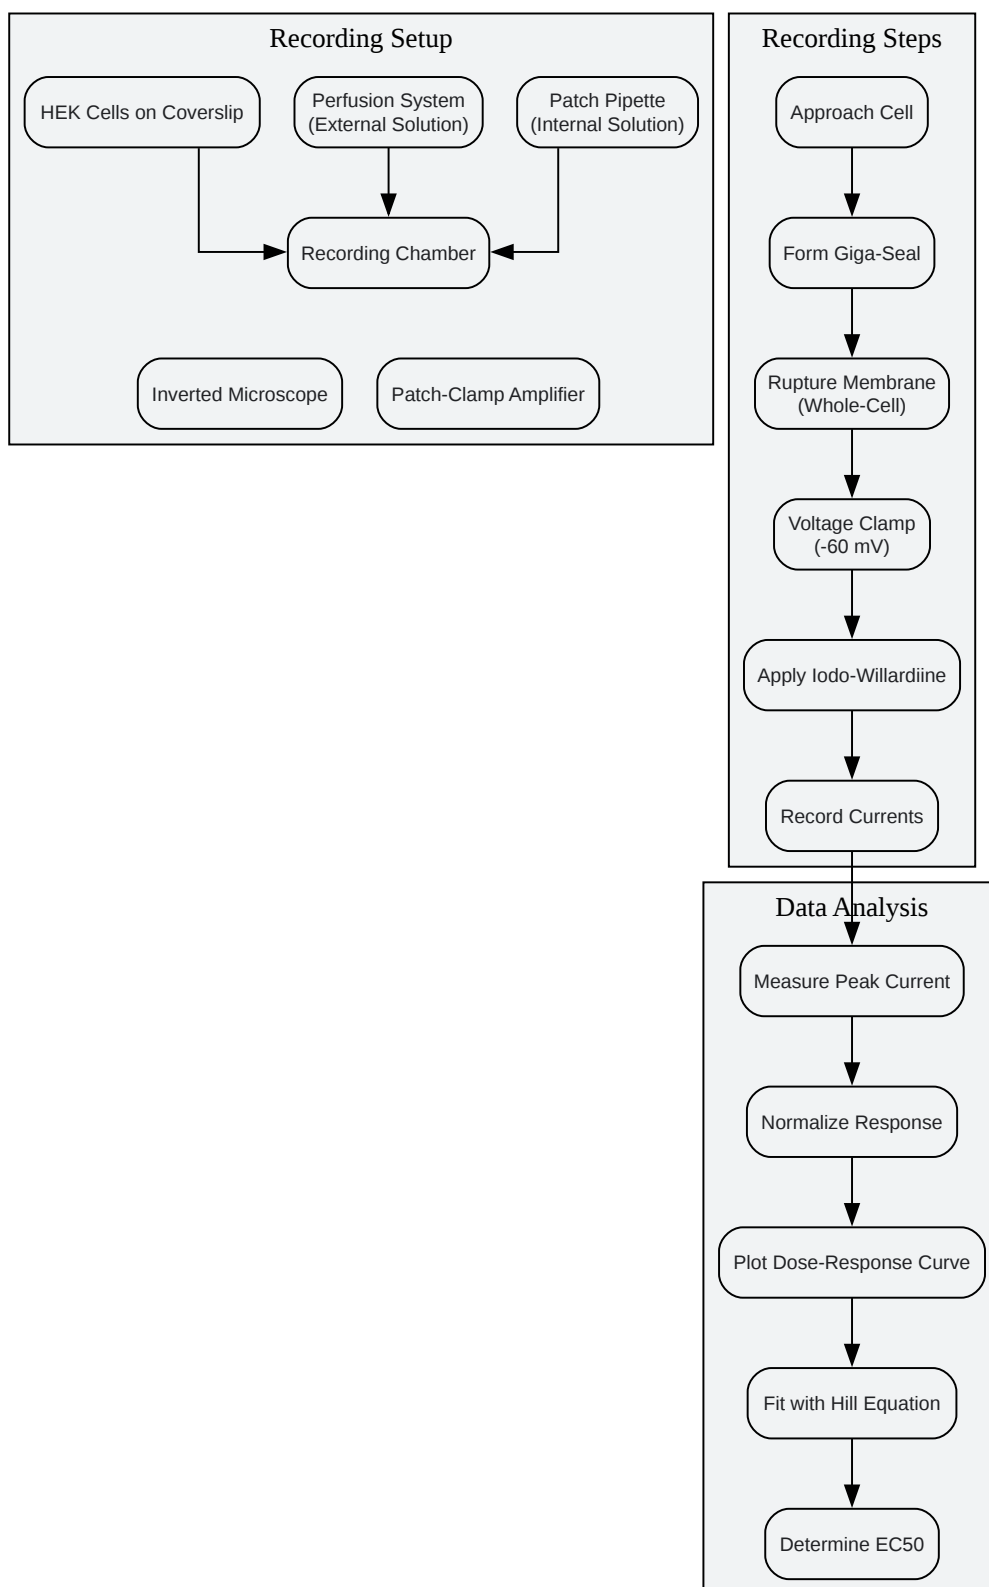 Recording Setup
HEK Cells on Coverslip
Perfusion System
(External Solution)
Patch Pipette
(Internal Solution)
Recording Chamber
Inverted Microscope
Patch-Clamp Amplifier
Recording Steps
Approach Cell
Form Giga-Seal
Rupture Membrane
(Whole-Cell)
Voltage Clamp
(-60 mV)
Apply Iodo-Willardiine
Record Currents
Data Analysis
Measure Peak Current
Normalize Response
Plot Dose-Response Curve
Fit with Hill Equation
Determine EC50